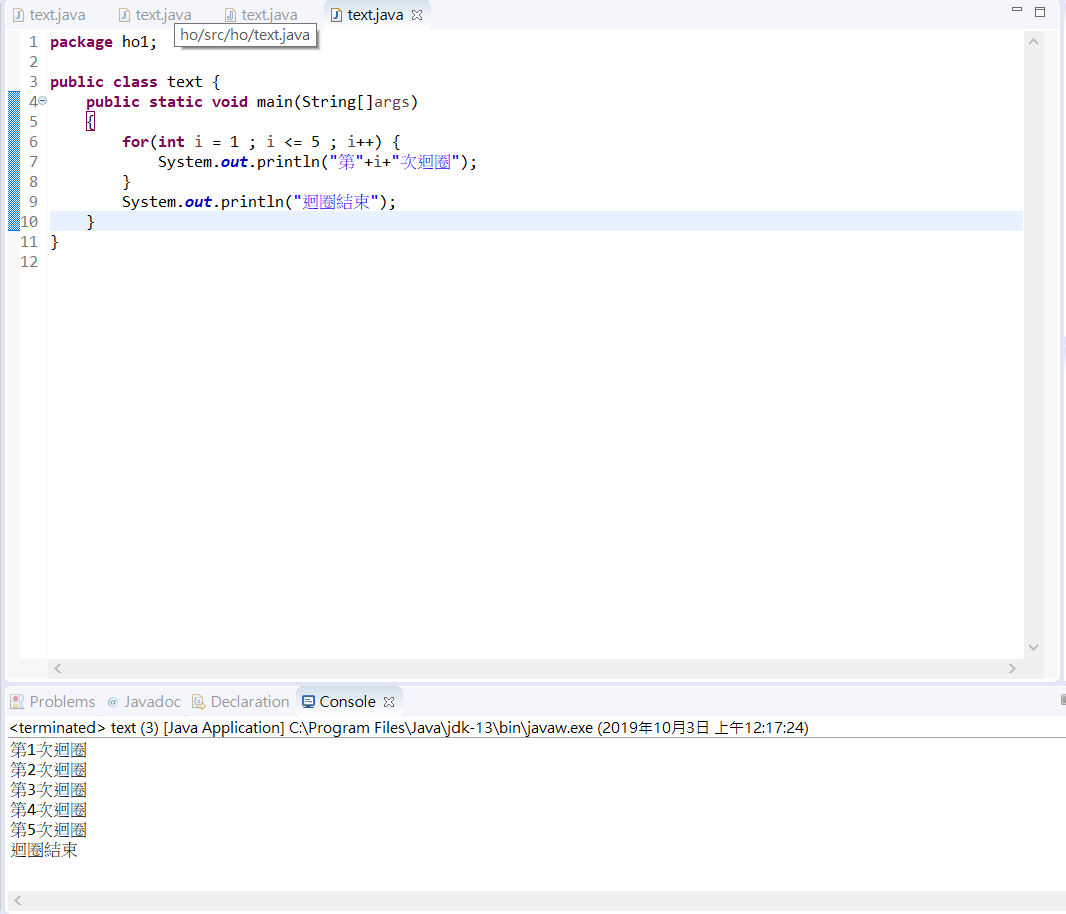 text.java text.java text.java text.java
ho/src/ho/text.java
1 package ho1;
2
3 public class text {
4 public static void main(String[]args)
5 {
6 for(int i = 1 ; i <= 5 ; i++) {
7 System.out.println("第"+i+"次迴圈");
8 }
9 System.out.println("迴圈結束");
10 }
11 }
12
Problems @ Javadoc Declaration Console
<terminated> text (3) [Java Application] C:\Program Files\Java\jdk-13\bin\javaw.exe (2019年10月3日 上午12:17:24)
第1次迴圈
第2次迴圈
第3次迴圈
第4次迴圈
第5次迴圈
迴圈結束